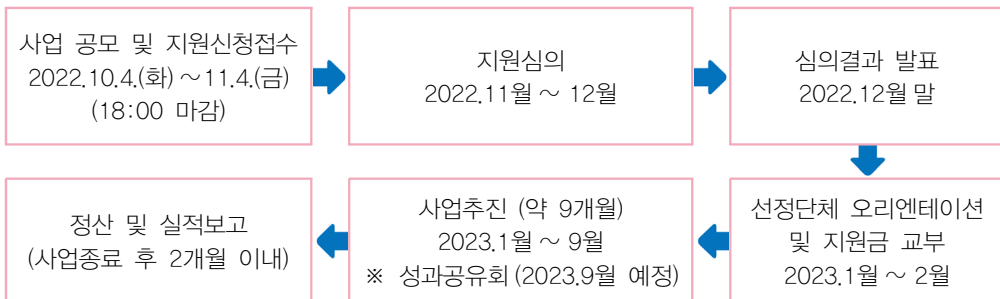 사업 공모 및 지원신청접수
2022.10.4.(화)～11.4.(금)
(18:00 마감)
지원심의
2022.11월 ～ 12월
심의결과 발표
2022.12월 말
선정단체 오리엔테이션
및 지원금 교부
2023.1월 ～ 2월
사업추진 (약 9개월)
2023.1월 ～ 9월
※ 성과공유회(2023.9월 예정)
정산 및 실적보고
(사업종료 후 2개월 이내)